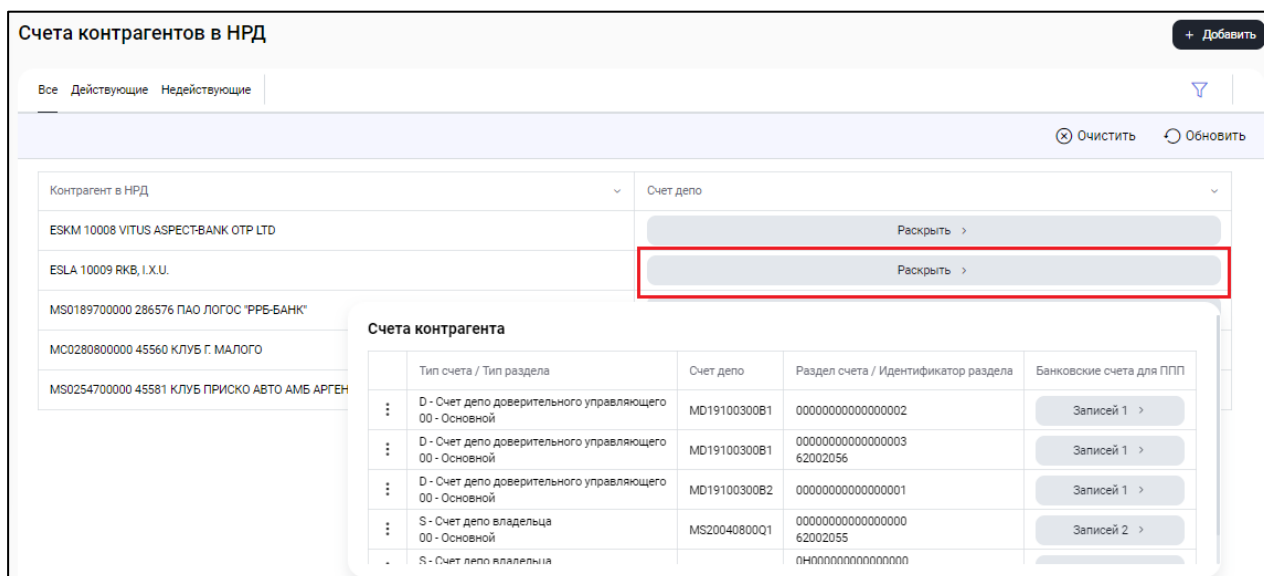 Счета контрагентов в НРД
+ Добавить
Все Действующие Недействующие
Очистить Обновить
Контрагент в НРД Счет депо
ESKM 10008 VITUS ASPECT-BANK OTP LTD Раскрыть >
ESLA 10009 RKB, I.X.U. Раскрыть >
MS0189700000 286576 ПАО ЛОГОС "РРБ-БАНК"
MC0280800000 45560 КЛУБ Г. МАЛОГО
MS0254700000 45581 КЛУБ ПРИСКО АВТО АМБ АРГЕН
Счета контрагента
Тип счета / Тип раздела Счет депо Раздел счета / Идентификатор раздела Банковские счета для ППП
D - Счет депо доверительного управляющего
00 - Основной
MD19100300B1
00000000000000002
Записей 1 >
D - Счет депо доверительного управляющего
00 - Основной
MD19100300B1
00000000000000003
62002056
Записей 1 >
D - Счет депо доверительного управляющего
00 - Основной
MD19100300B2
00000000000000001
Записей 1 >
S - Счет депо владельца
00 - Основной
MS20040800Q1
00000000000000000
62002055
Записей 2 >
S - Счет депо владельца
0H000000000000000